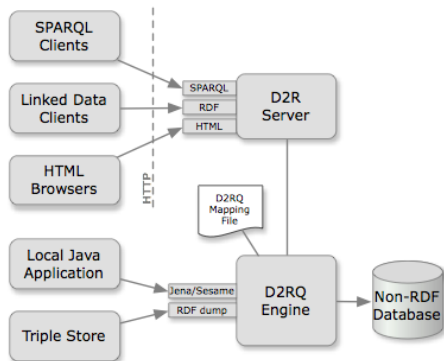 SPARQL
Clients
Linked Data
Clients
HTML
Browsers
HTTP
SPARQL
RDF
HTML
D2R
Server
D2RQ
Mapping
File
Local Java
Application
Triple Store
Jena/Sesame
RDF dump
D2RQ
Engine
Non-RDF
Database